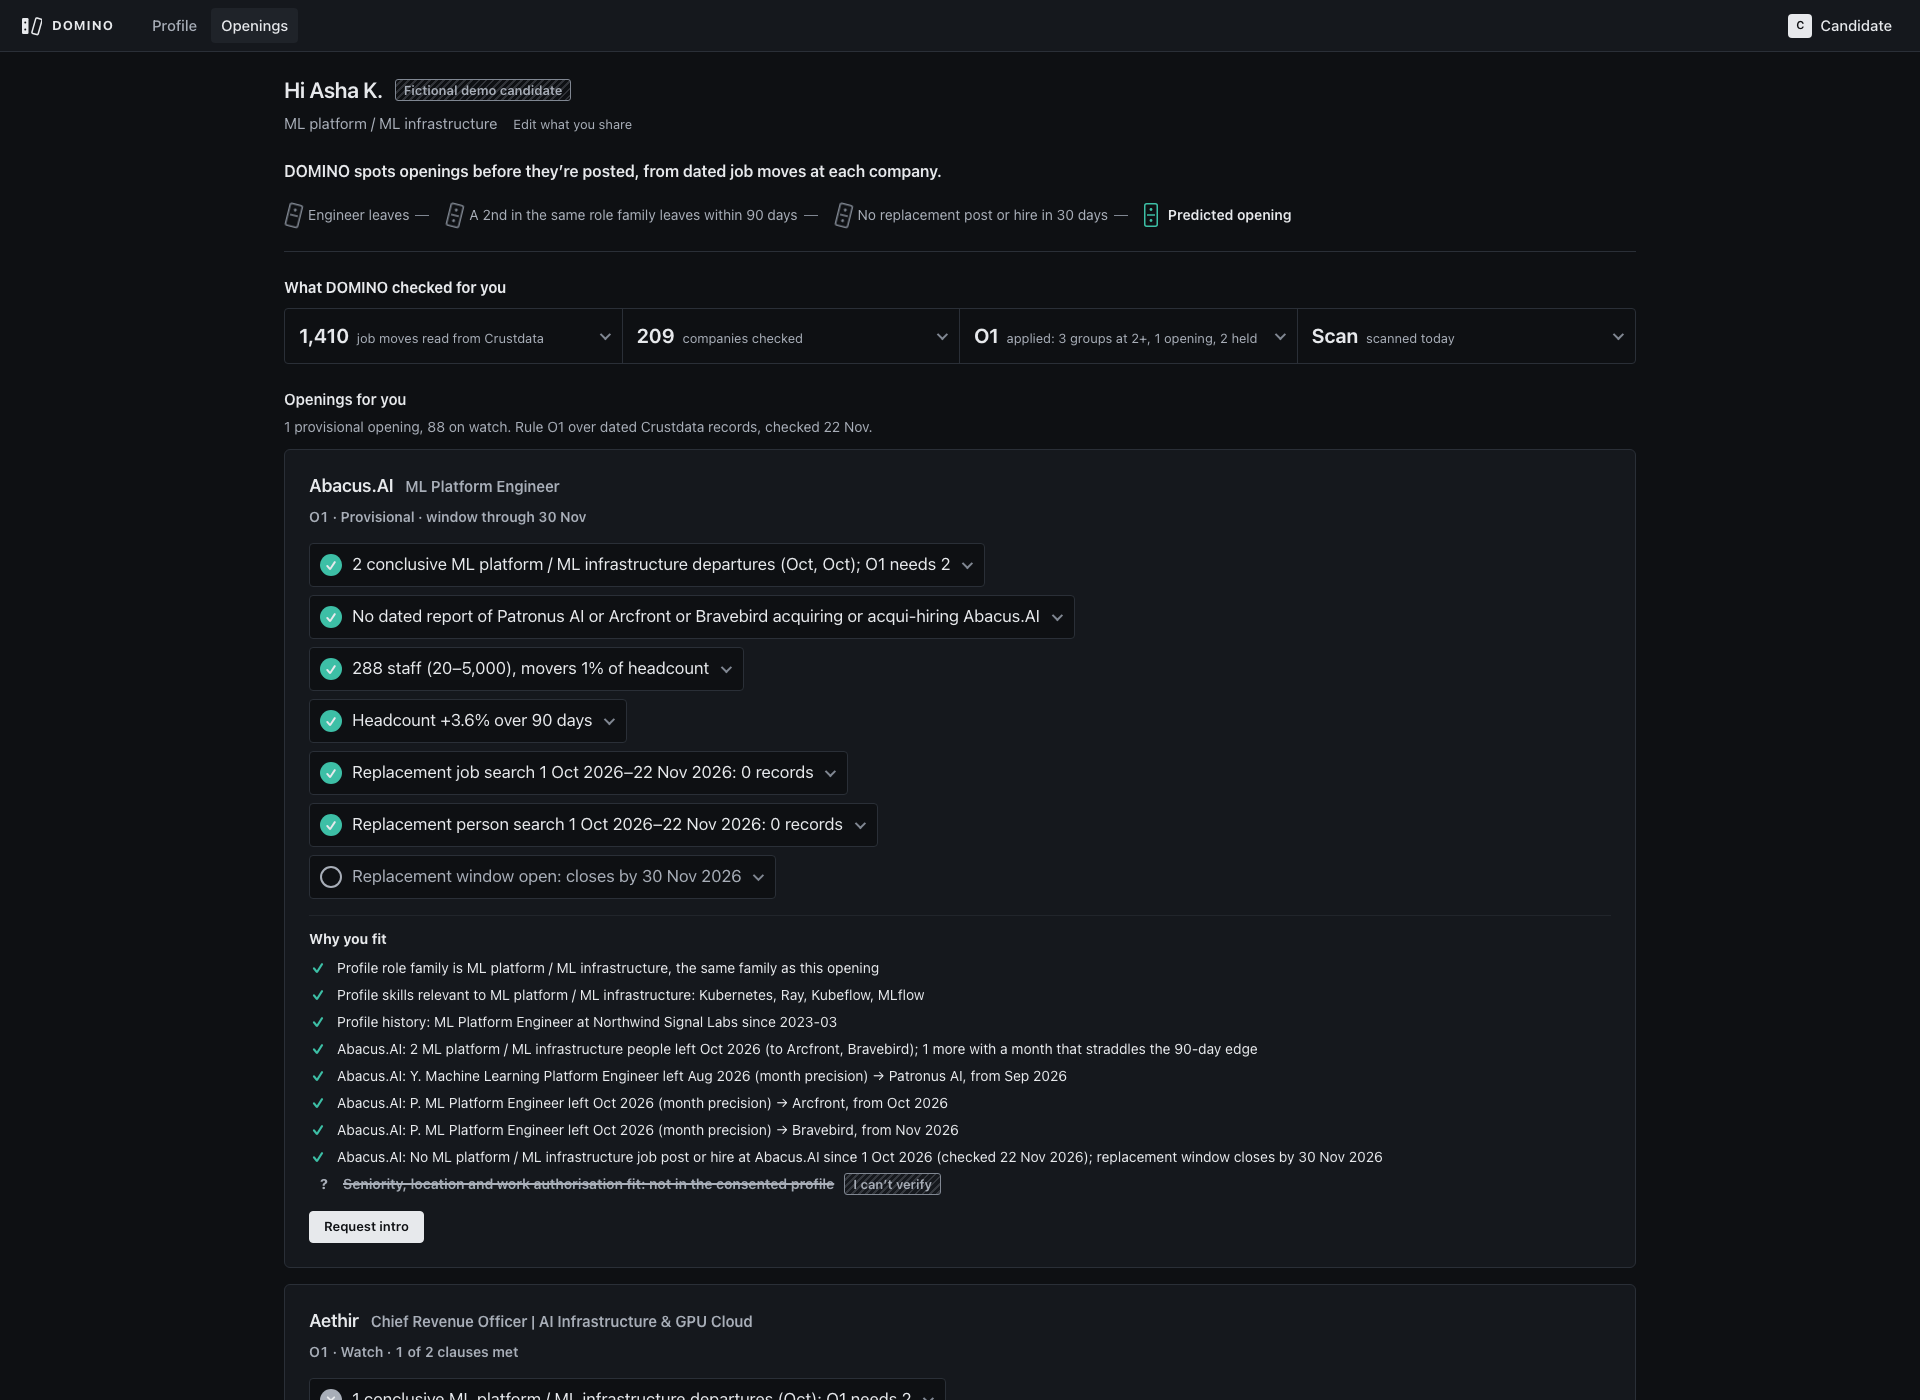 DOMINO Profile Openings C Candidate
Hi Asha K. Fictional demo candidate
ML platform / ML infrastructure Edit what you share
DOMINO spots openings before they're posted, from dated job moves at each company.
Engineer leaves — A 2nd in the same role family leaves within 90 days — No replacement post or hire in 30 days — Predicted opening
What DOMINO checked for you
1,410 job moves read from Crustdata 209 companies checked O1 applied: 3 groups at 2+, 1 opening, 2 held Scan scanned today
Openings for you
1 provisional opening, 88 on watch. Rule O1 over dated Crustdata records, checked 22 Nov.
Abacus.AI ML Platform Engineer
O1 · Provisional · window through 30 Nov
2 conclusive ML platform / ML infrastructure departures (Oct, Oct); O1 needs 2
No dated report of Patronus AI or Arcfront or Bravebird acquiring or acqui-hiring Abacus.AI
288 staff (20–5,000), movers 1% of headcount
Headcount +3.6% over 90 days
Replacement job search 1 Oct 2026–22 Nov 2026: 0 records
Replacement person search 1 Oct 2026–22 Nov 2026: 0 records
Replacement window open: closes by 30 Nov 2026
Why you fit
Profile role family is ML platform / ML infrastructure, the same family as this opening
Profile skills relevant to ML platform / ML infrastructure: Kubernetes, Ray, Kubeflow, MLflow
Profile history: ML Platform Engineer at Northwind Signal Labs since 2023-03
Abacus.AI: 2 ML platform / ML infrastructure people left Oct 2026 (to Arcfront, Bravebird); 1 more with a month that straddles the 90-day edge
Abacus.AI: Y. Machine Learning Platform Engineer left Aug 2026 (month precision) → Patronus AI, from Sep 2026
Abacus.AI: P. ML Platform Engineer left Oct 2026 (month precision) → Arcfront, from Oct 2026
Abacus.AI: P. ML Platform Engineer left Oct 2026 (month precision) → Bravebird, from Nov 2026
Abacus.AI: No ML platform / ML infrastructure job post or hire at Abacus.AI since 1 Oct 2026 (checked 22 Nov 2026); replacement window closes by 30 Nov 2026
? Seniority, location and work authorisation fit: not in the consented profile I can't verify
Request intro
Aethir Chief Revenue Officer | AI Infrastructure & GPU Cloud
O1 · Watch · 1 of 2 clauses met
1 conclusive ML platform / ML infrastructure departures (Oct); O1 needs 2